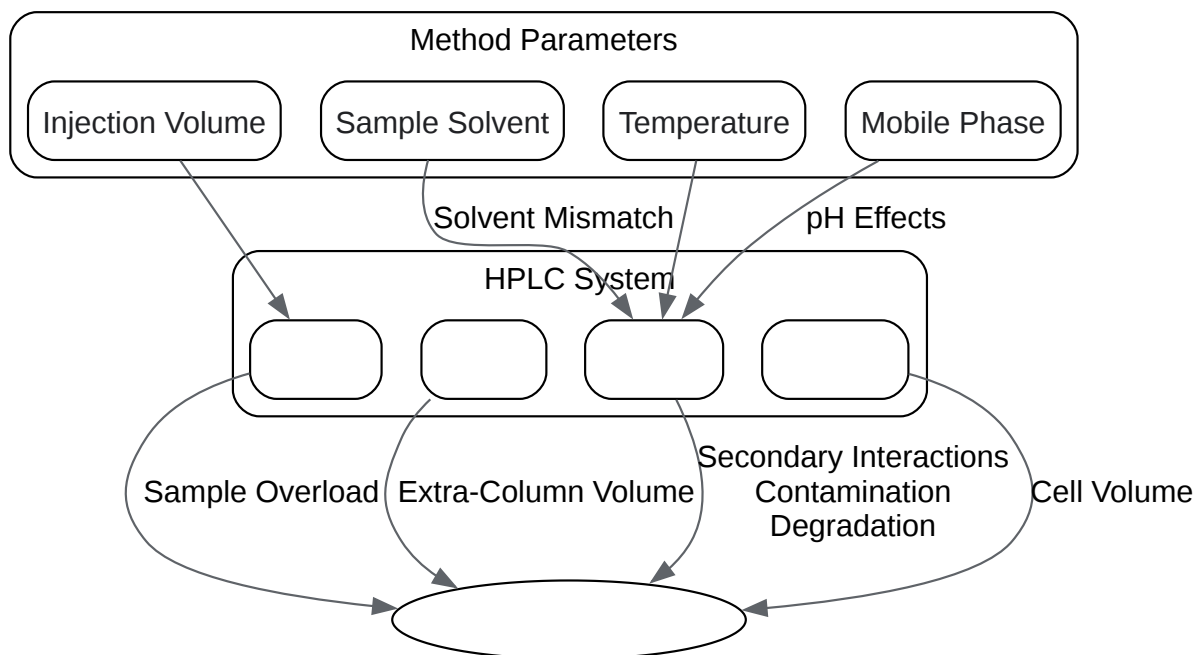 Method Parameters
Injection Volume
Sample Solvent
Temperature
Mobile Phase
Solvent Mismatch
pH Effects
HPLC System
Secondary Interactions
Contamination
Degradation
Sample Overload
Extra-Column Volume
Cell Volume